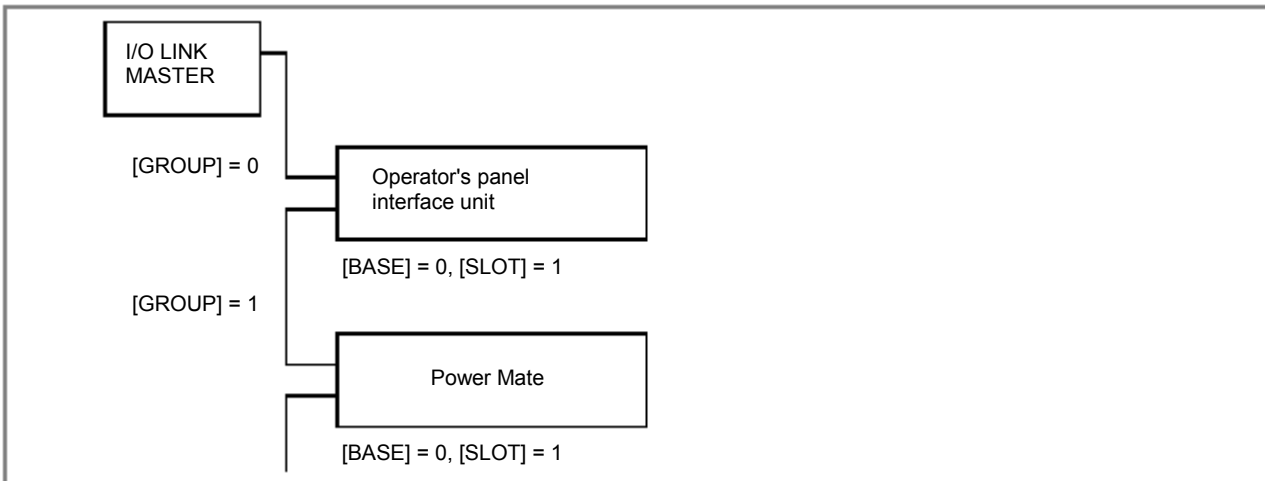 I/O LINK
MASTER
[GROUP] = 0
Operator's panel
interface unit
[BASE] = 0, [SLOT] = 1
[GROUP] = 1
Power Mate
[BASE] = 0, [SLOT] = 1